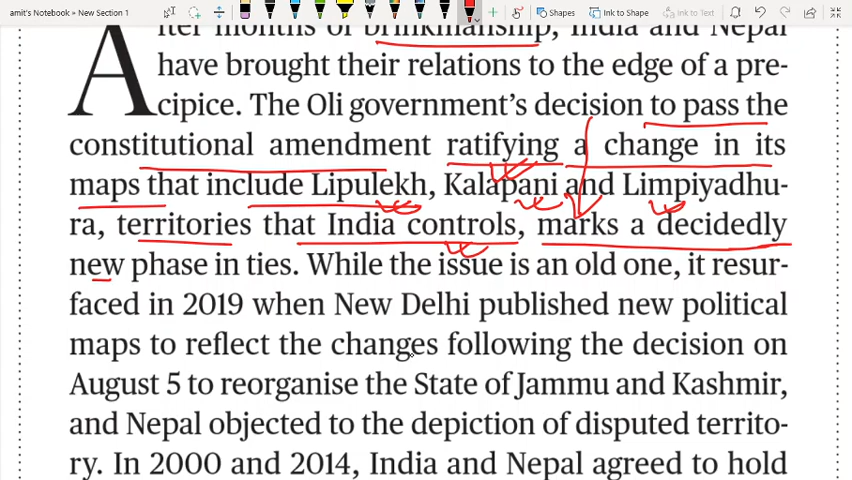 amit's Notebook » New Section 1
Shapes
Ink to Shape
Ink to Text
After months of brinkmanship, India and Nepal
have brought their relations to the edge of a pre-
cipice. The Oli government's decision to pass the
constitutional amendment ratifying a change in its
maps that include Lipulekh, Kalapani and Limpiyadhu-
ra, territories that India controls, marks a decidedly
new phase in ties. While the issue is an old one, it resur-
faced in 2019 when New Delhi published new political
maps to reflect the changes following the decision on
August 5 to reorganise the State of Jammu and Kashmir,
and Nepal objected to the depiction of disputed territo-
ry. In 2000 and 2014, India and Nepal agreed to hold